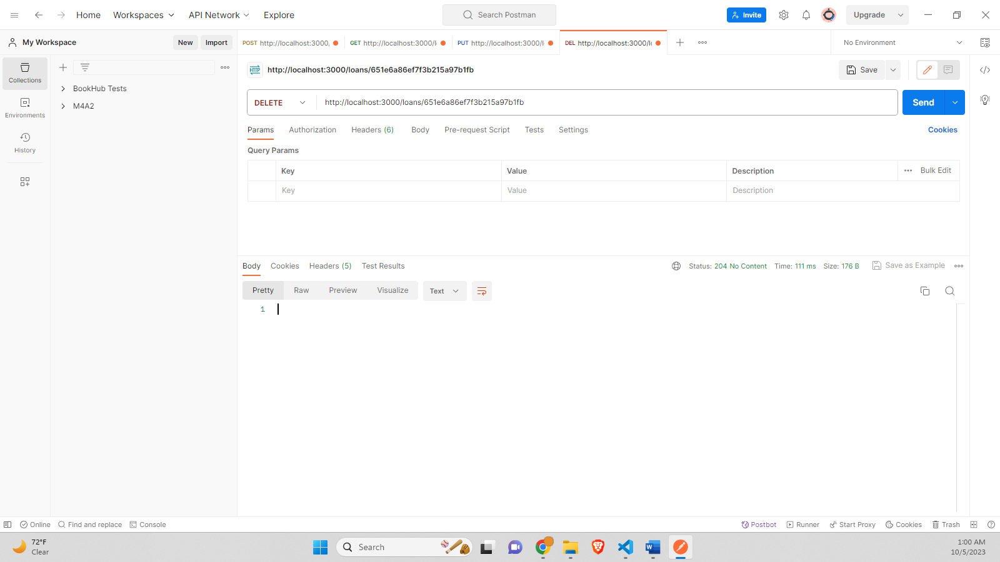 Home Workspaces API Network Explore Search Postman Invite Upgrade
My Workspace New Import
POST http://localhost:3000/ GET http://localhost:3000/l PUT http://localhost:3000/l DEL http://localhost:3000/l No Environment
Collections
Environments
History
BookHub Tests
M4A2
HTTP http://localhost:3000/loans/651e6a86ef7f3b215a97b1fb Save
DELETE http://localhost:3000/loans/651e6a86ef7f3b215a97b1fb Send
Params Authorization Headers (6) Body Pre-request Script Tests Settings Cookies
Query Params
Key Value Description Bulk Edit
Key Value Description
Body Cookies Headers (5) Test Results Status: 204 No Content Time: 111 ms Size: 176 B Save as Example
Pretty Raw Preview Visualize Text
1
Online Find and replace Console Postbot Runner Start Proxy Cookies Trash
72°F
Clear
Search
1:00 AM
10/5/2023